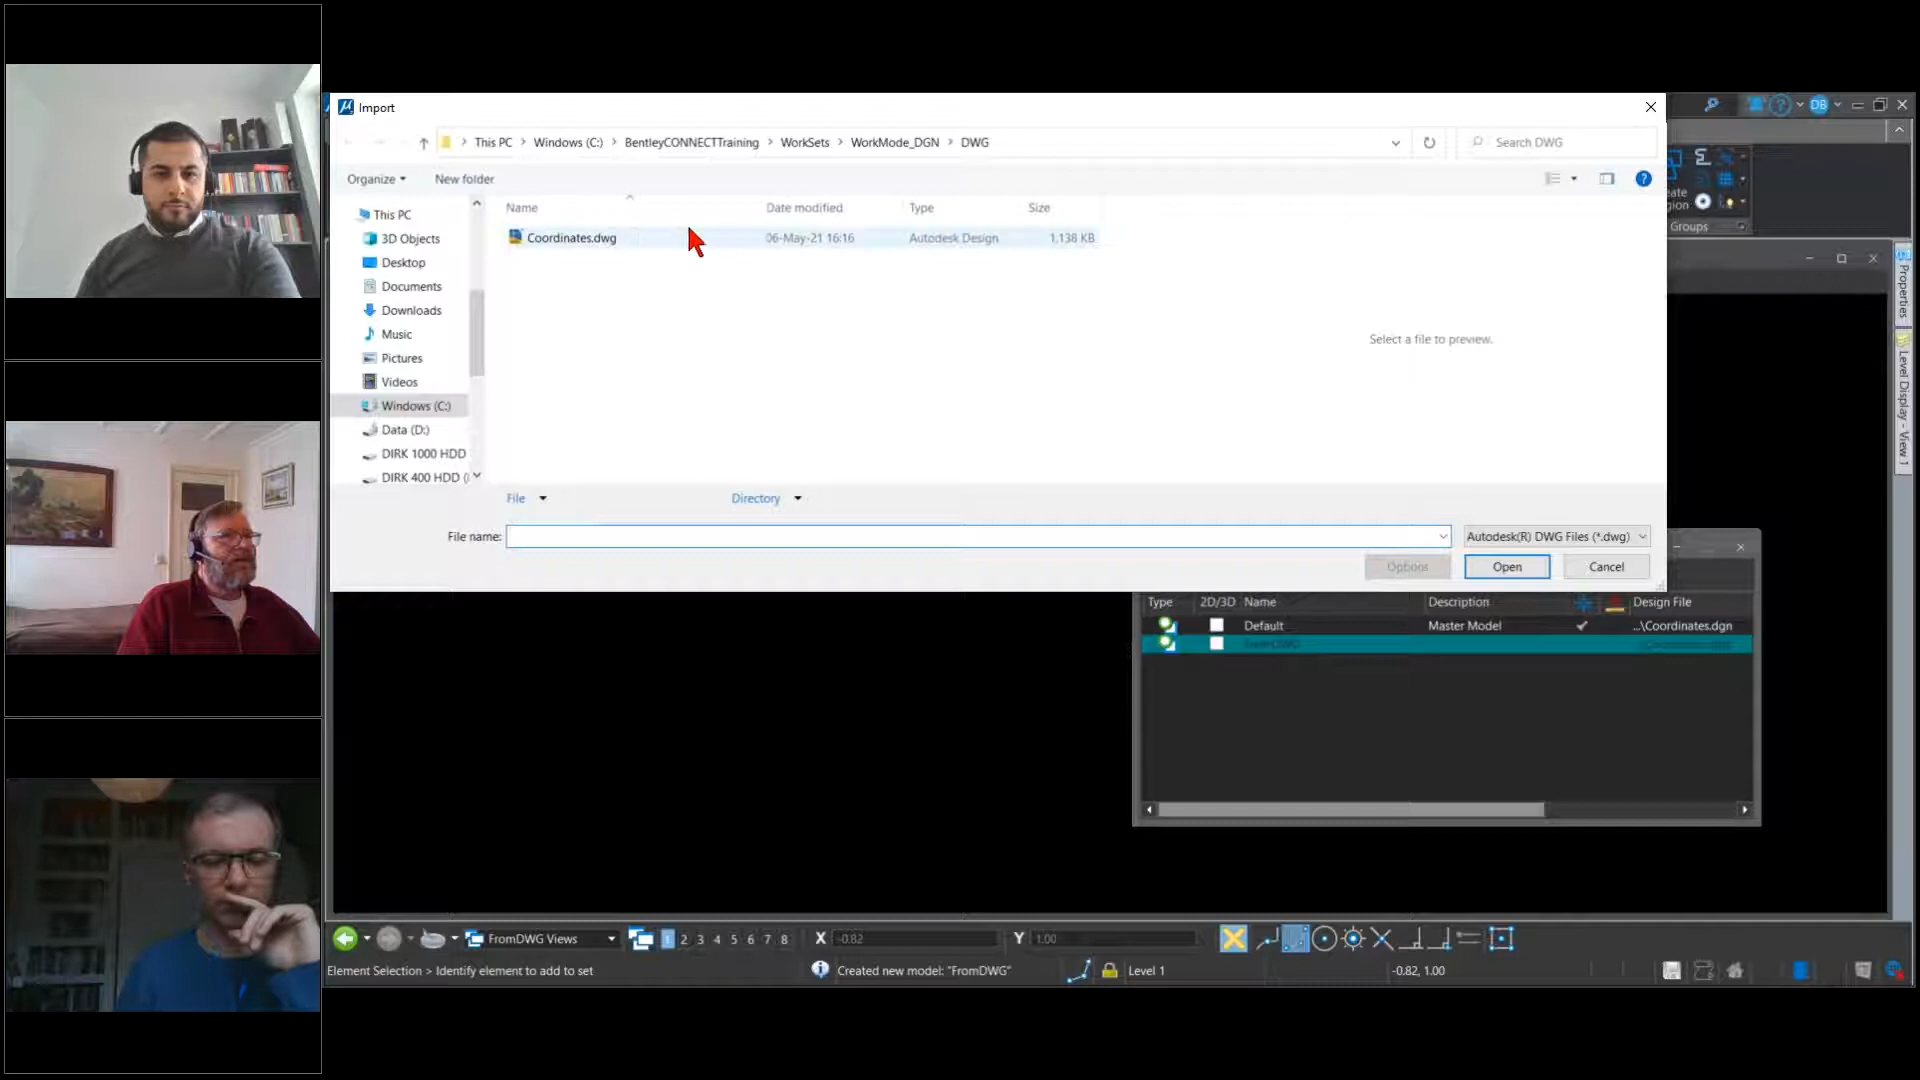 Import
This PC > Windows (C:) > BentleyCONNECTTraining > WorkSets > WorkMode_DGN > DWG
Search DWG
DB
Organize
New folder
Name
Date modified
Type
Size
Coordinates.dwg
06-May-21 16:16
Autodesk Design
1,138 KB
This PC
3D Objects
Desktop
Documents
Downloads
Music
Pictures
Videos
Windows (C:)
Data (D:)
DIRK 1000 HDD
DIRK 400 HDD (
Select a file to preview.
File
Directory
File name:
Autodesk(R) DWG Files (*.dwg)
Options
Open
Cancel
Groups
Properties
Level Display - View 1
Type
2D/3D
Name
Description
Design File
Default
Master Model
...\Coordinates.dgn
FromDWG
FromDWG Views
1 2 3 4 5 6 7 8
X
-0.82
Y
1.00
Element Selection > Identify element to add to set
Created new model: "FromDWG"
Level 1
-0.82, 1.00